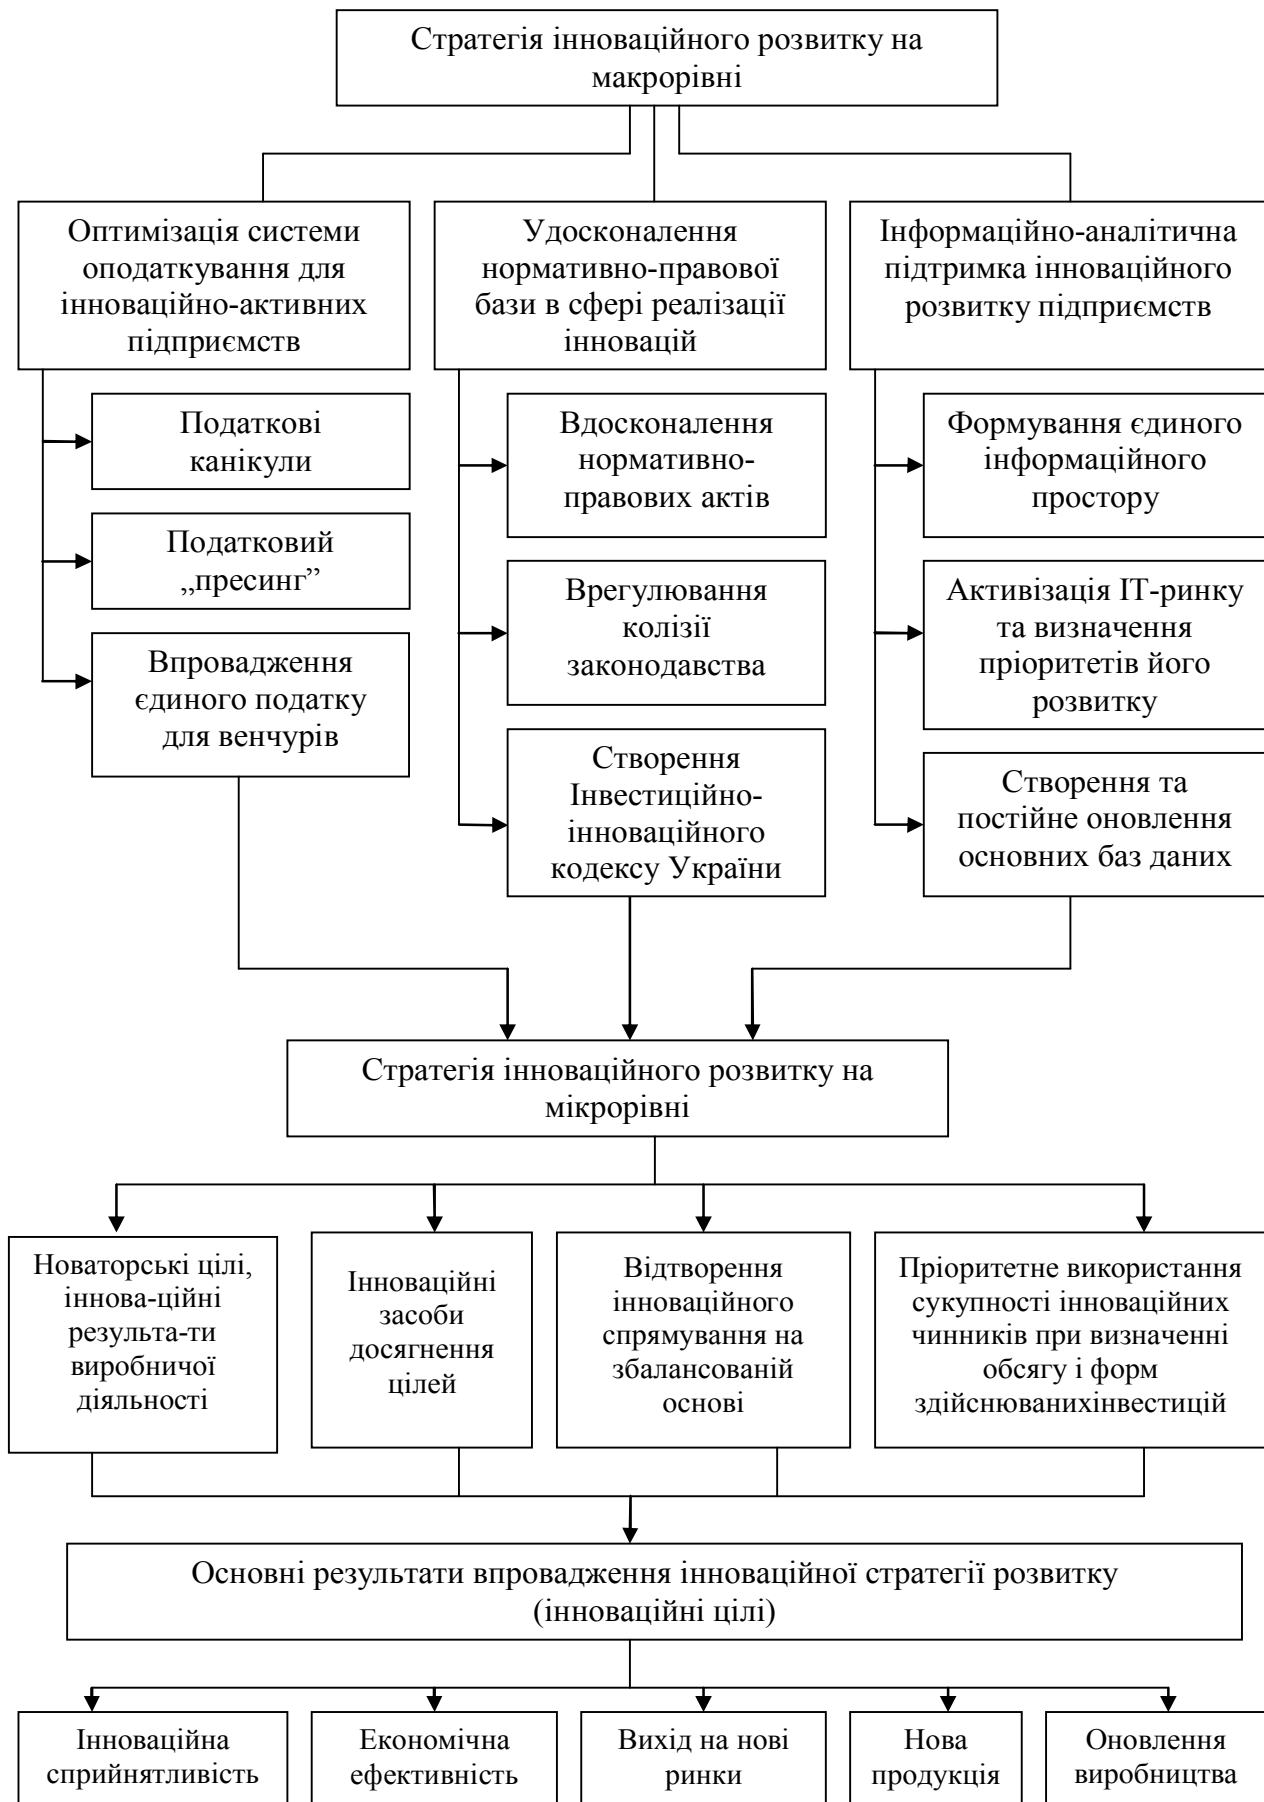 Стратегія інноваційного розвитку на
макрорівні
Оптимізація системи
оподаткування для
інноваційно-активних
підприємств
Удосконалення
нормативно-правової
бази в сфері реалізації
інновацій
Інформаційно-аналітична
підтримка інноваційного
розвитку підприємств
Податкові
канікули
Податковий
„пресинг”
Впровадження
єдиного податку
для венчурів
Вдосконалення
нормативно-
правових актів
Врегулювання
колізії
законодавства
Створення
Інвестиційно-
інноваційного
кодексу України
Формування єдиного
інформаційного
простору
Активізація ІТ-ринку
та визначення
пріоритетів його
розвитку
Створення та
постійне оновлення
основних баз даних
Стратегія інноваційного розвитку на
мікрорівні
Новаторські цілі,
іннова-ційні
результа-ти
виробничої
діяльності
Інноваційні
засоби
досягнення
цілей
Відтворення
інноваційного
спрямування на
збалансованій
основі
Пріоритетне використання
сукупності інноваційних
чинників при визначенні
обсягу і форм
здійснюванихінвестицій
Основні результати впровадження інноваційної стратегії розвитку
(інноваційні цілі)
Інноваційна
сприйнятливість
Економічна
ефективність
Вихід на нові
ринки
Нова
продукція
Оновлення
виробництва